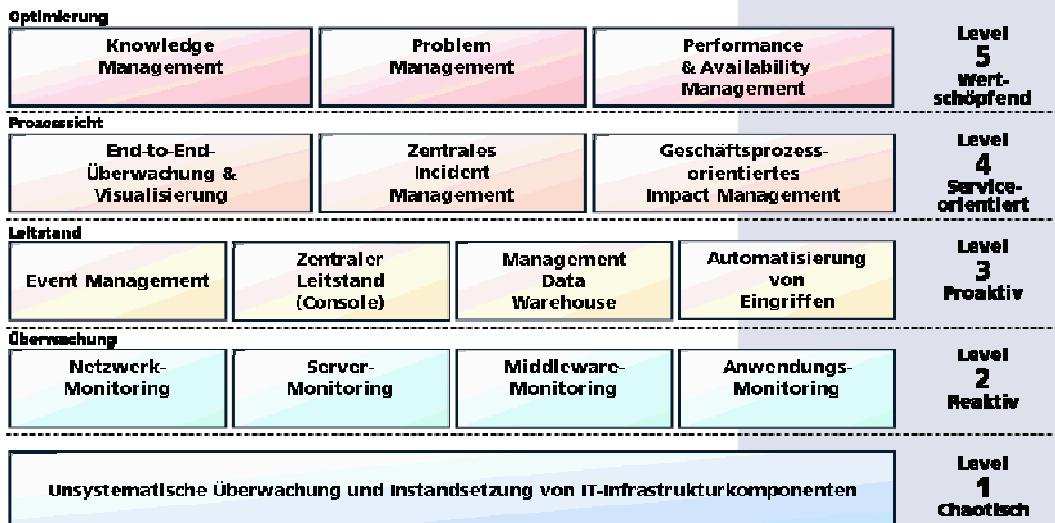 Optimierung
Knowledge
Management
Problem
Management
Performance
& Availability
Management
Level
5
Wert-
schöpfend
Prozesssicht
End-to-End-
Überwachung &
Visualisierung
Zentrales
Incident
Management
Geschäftsprozess-
orientiertes
Impact Management
Level
4
Service-
orientiert
Leitstand
Event Management
Zentraler
Leitstand
(Console)
Management
Data
Warehouse
Automatisierung
von
Eingriffen
Level
3
Proaktiv
Überwachung
Netzwerk-
Monitoring
Server-
Monitoring
Middleware-
Monitoring
Anwendungs-
Monitoring
Level
2
Reaktiv
Unsystematische Überwachung und Instandsetzung von IT-Infrastrukturkomponenten
Level
1
Chaotisch